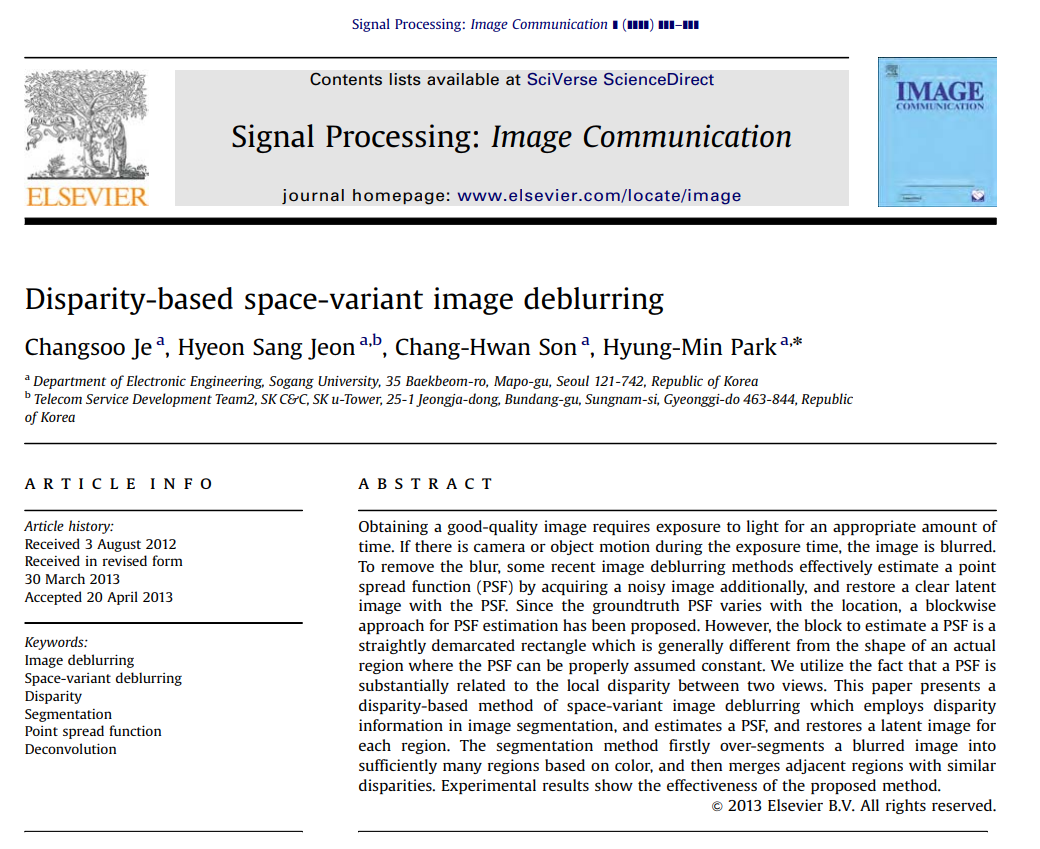 Signal Processing: Image Communication ▮ (▮▮▮▮) ▮▮▮–▮▮▮
Contents lists available at SciVerse ScienceDirect
Signal Processing: Image Communication
journal homepage: www.elsevier.com/locate/image
ELSEVIER
IMAGE
COMMUNICATION
Disparity-based space-variant image deblurring
Changsoo Je a, Hyeon Sang Jeon a,b, Chang-Hwan Son a, Hyung-Min Park a,*
a Department of Electronic Engineering, Sogang University, 35 Baekbeom-ro, Mapo-gu, Seoul 121-742, Republic of Korea
b Telecom Service Development Team2, SK C&C, SK u-Tower, 25-1 Jeongja-dong, Bundang-gu, Sungnam-si, Gyeonggi-do 463-844, Republic
of Korea
ARTICLE INFO
Article history:
Received 3 August 2012
Received in revised form
30 March 2013
Accepted 20 April 2013
Keywords:
Image deblurring
Space-variant deblurring
Disparity
Segmentation
Point spread function
Deconvolution
ABSTRACT
Obtaining a good-quality image requires exposure to light for an appropriate amount of
time. If there is camera or object motion during the exposure time, the image is blurred.
To remove the blur, some recent image deblurring methods effectively estimate a point
spread function (PSF) by acquiring a noisy image additionally, and restore a clear latent
image with the PSF. Since the groundtruth PSF varies with the location, a blockwise
approach for PSF estimation has been proposed. However, the block to estimate a PSF is a
straightly demarcated rectangle which is generally different from the shape of an actual
region where the PSF can be properly assumed constant. We utilize the fact that a PSF is
substantially related to the local disparity between two views. This paper presents a
disparity-based method of space-variant image deblurring which employs disparity
information in image segmentation, and estimates a PSF, and restores a latent image for
each region. The segmentation method firstly over-segments a blurred image into
sufficiently many regions based on color, and then merges adjacent regions with similar
disparities. Experimental results show the effectiveness of the proposed method.
© 2013 Elsevier B.V. All rights reserved.